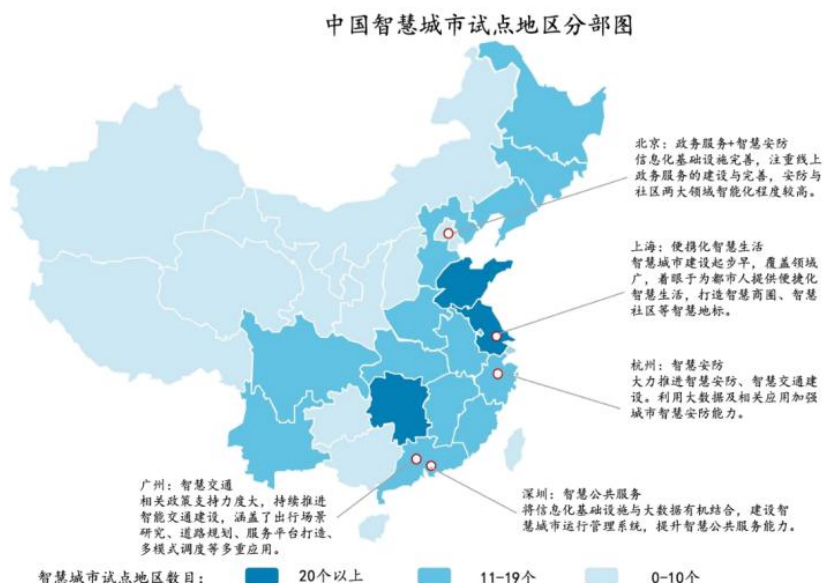 中国智慧城市试点地区分部图
北京：政务服务+智慧安防
信息化基础设施完善，注重线上
政务服务的建设与完善，安防与
社区两大领域智能化程度较高。
上海：便携化智慧生活
智慧城市建设起步早，覆盖领域
广，着眼于为都市人提供便捷化
智慧生活，打造智慧商圈、智慧
社区等智慧地标。
杭州：智慧安防
大力推进智慧安防、智慧交通建
设。利用大数据及相关应用加强
城市智慧安防能力。
广州：智慧交通
相关政策支持力度大，持续推进
智能交通建设，涵盖了出行场景
研究、道路规划、服务平台打造、
多模式调度等多重应用。
深圳：智慧公共服务
将信息化基础设施与大数据有机结合，建设智
慧城市运行管理系统，提升智慧公共服务能力。
智慧城市试点地区数目： 20个以上 11-19个 0-10个